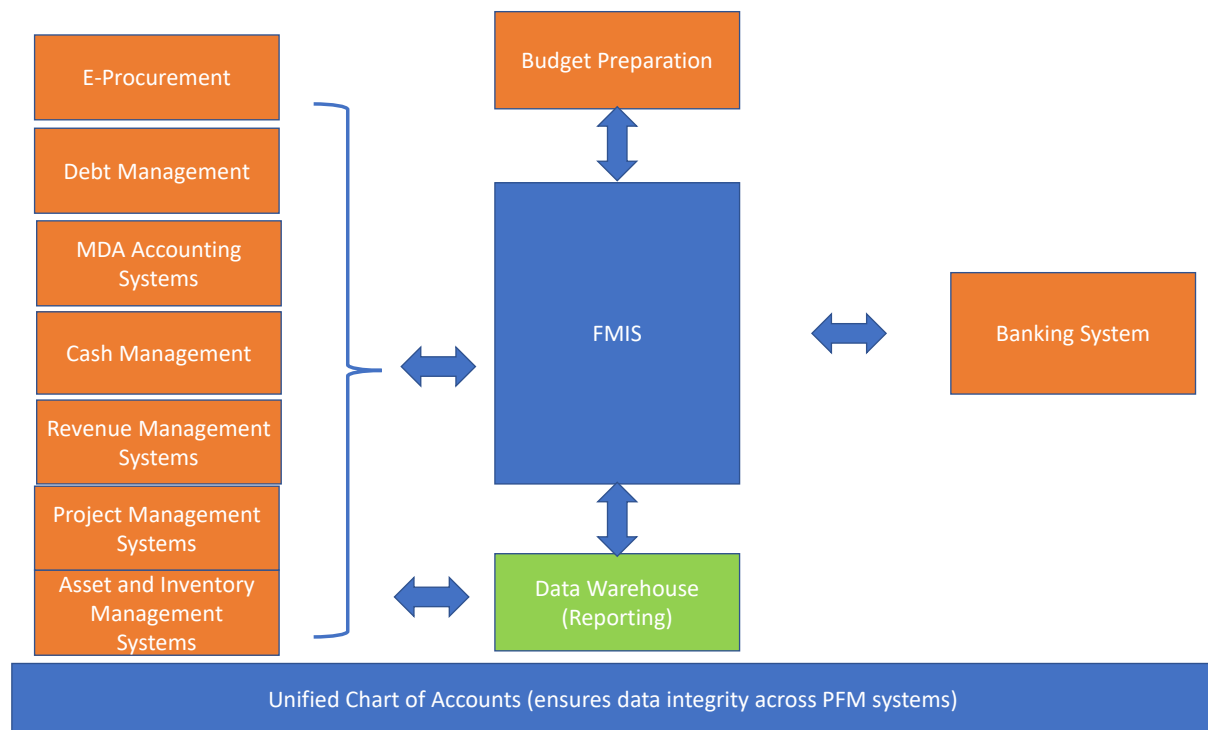 E-Procurement
Debt Management
MDA Accounting
Systems
Cash Management
Revenue Management
Systems
Project Management
Systems
Asset and Inventory
Management
Systems
Budget Preparation
FMIS
Data Warehouse
(Reporting)
Banking System
Unified Chart of Accounts (ensures data integrity across PFM systems)